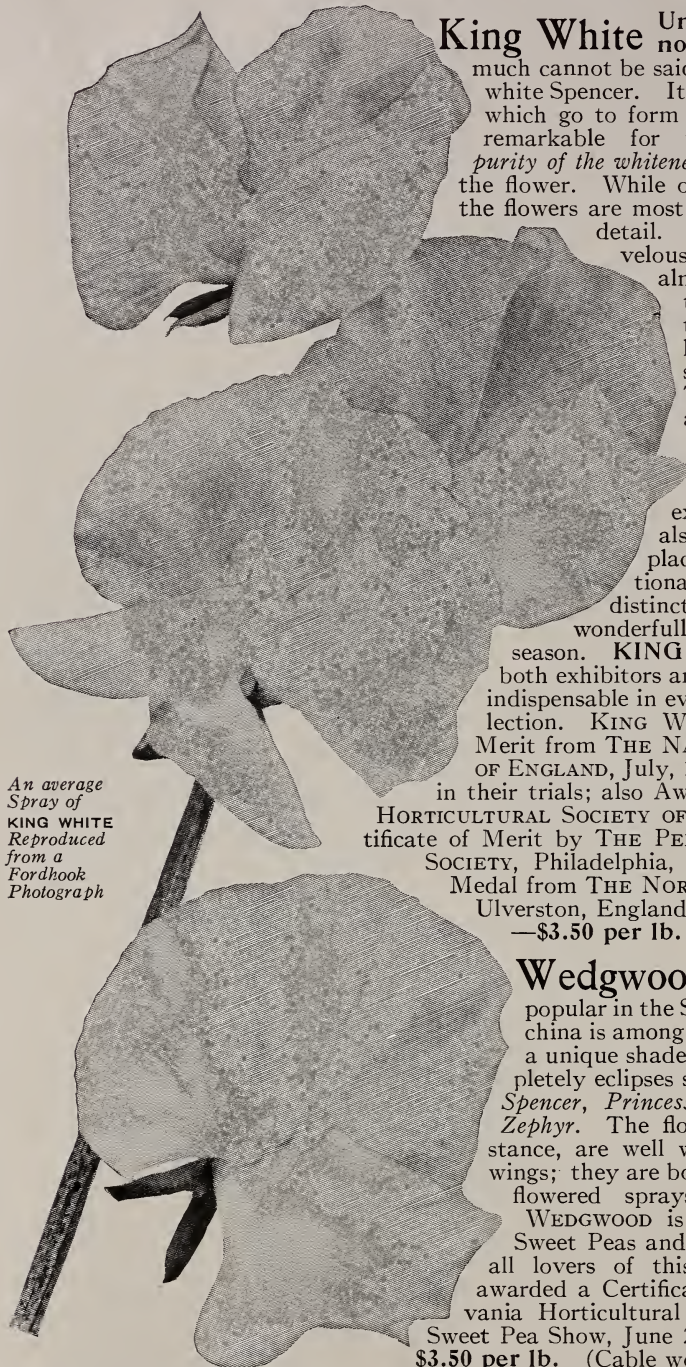 King White Un
no
much cannot be said
white Spencer. It
which go to form
remarkable for
purity of the whitene
the flower. While o
the flowers are most
detail.
velous
aln
t
l
s
a
ex
als
plac
tiona
distinct
wonderfull
season. KING
both exhibitors an
indispensable in ev
lection. KING W
Merit from THE NA
OF ENGLAND, July,
in their trials; also Aw
HORTICULTURAL SOCIETY OF
tificate of Merit by THE PE
SOCIETY, Philadelphia,
Medal from THE NOR
Ulverston, England
—$3.50 per lb.
An average
Spray of
KING WHITE
Reproduced
from a
Fordhook
Photograph
Wedgwoo
popular in the S
china is among
a unique shade
pletely eclipses s
Spencer, Princes
Zephyr. The flo
stance, are well w
wings; they are bo
flowered sprays
WEDGWOOD is
Sweet Peas and
all lovers of this
awarded a Certifica
vania Horticultural
Sweet Pea Show, June 2
$3.50 per lb. (Cable wo